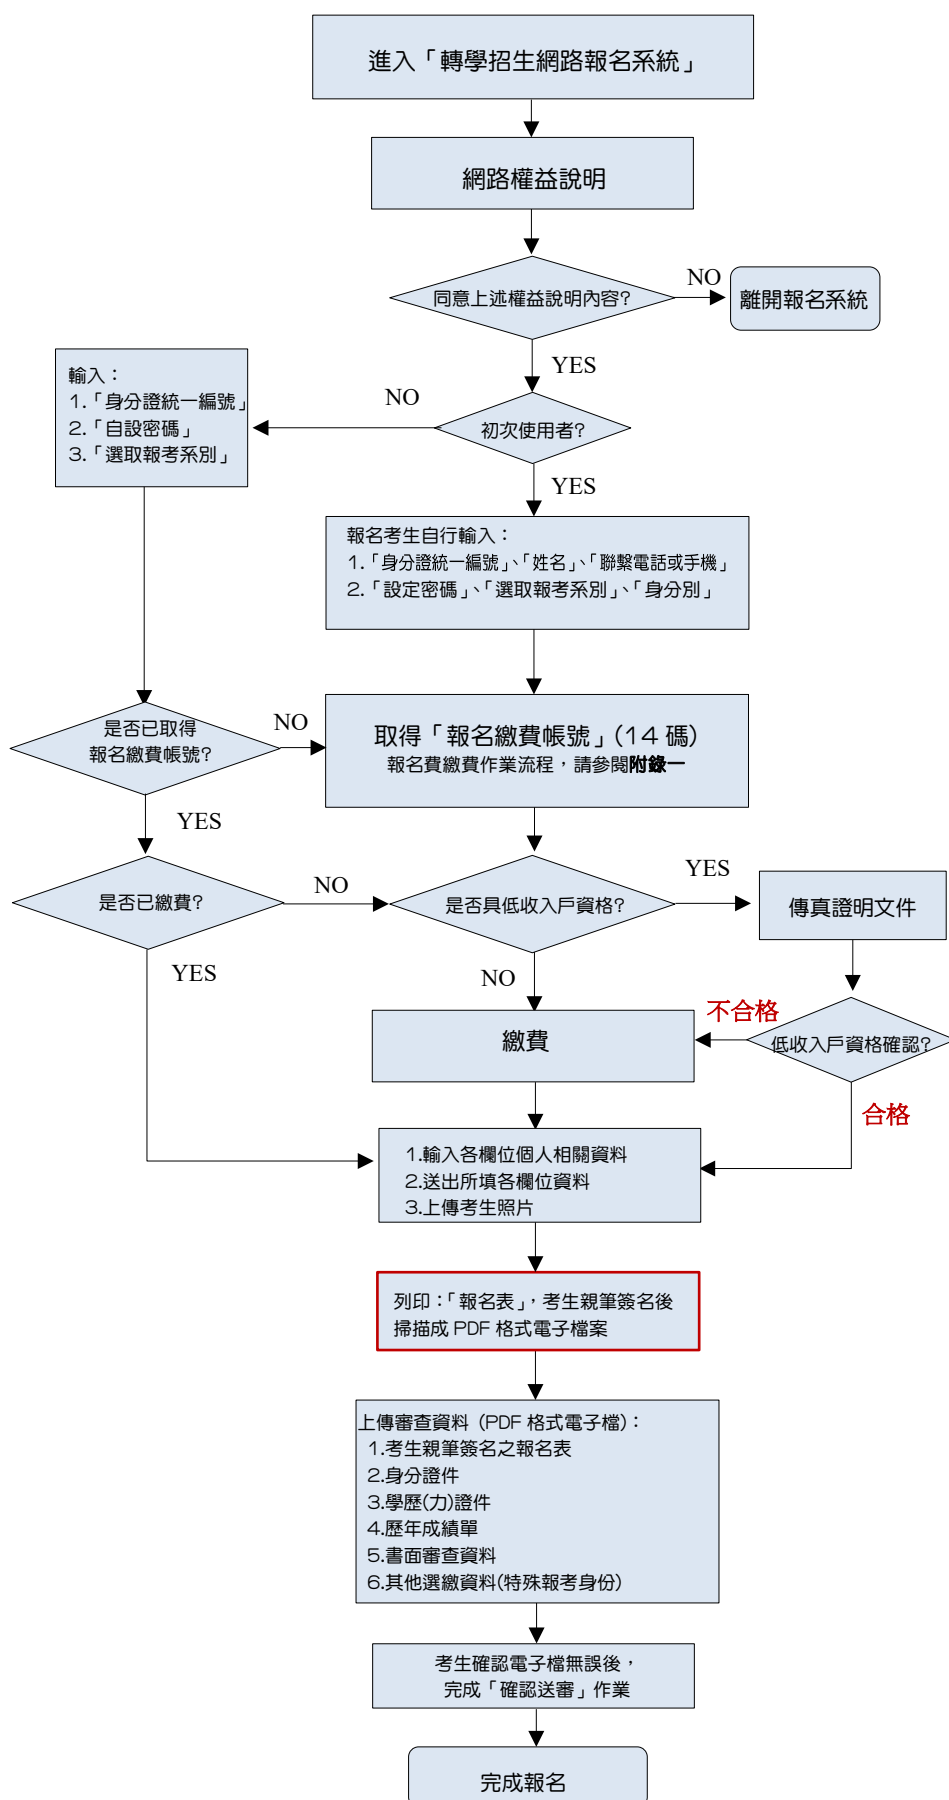 進入「轉學招生網路報名系統」
網路權益說明
同意上述權益說明內容?
NO
離開報名系統
YES
初次使用者?
NO
輸入：
1.「身分證統一編號」
2.「自設密碼」
3.「選取報考系別」
YES
報名考生自行輸入：
1.「身分證統一編號」、「姓名」、「聯繫電話或手機」
2.「設定密碼」、「選取報考系別」、「身分別」
是否已取得
報名繳費帳號?
NO
取得「報名繳費帳號」(14 碼)
報名費繳費作業流程，請參閱附錄一
YES
是否已繳費?
NO
是否具低收入戶資格?
YES
傳真證明文件
YES
NO
不合格
低收入戶資格確認?
繳費
合格
1.輸入各欄位個人相關資料
2.送出所填各欄位資料
3.上傳考生照片
列印：「報名表」，考生親筆簽名後
掃描成 PDF 格式電子檔案
上傳審查資料 (PDF 格式電子檔)：
1.考生親筆簽名之報名表
2.身分證件
3.學歷(力)證件
4.歷年成績單
5.書面審查資料
6.其他選繳資料(特殊報考身份)
考生確認電子檔無誤後，
完成「確認送審」作業
完成報名